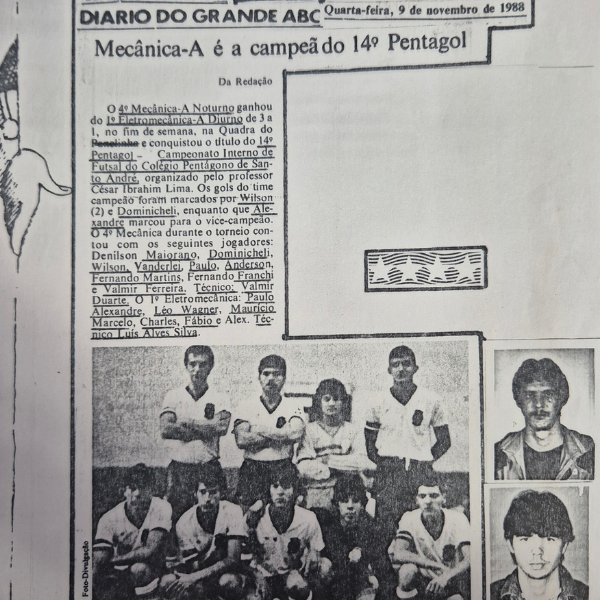 DIARIO DO GRANDE ABC
Quarta-feira, 9 de novembro de 1988
Mecânica-A é a campeã do 14º Pentagol
Da Redação
O 4º Mecânica-A Noturno ganhou
do 1º Eletromecânica-A Diurno de 3 a
1, no fim de semana, na Quadra do
Panelinha e conquistou o título do 14º
Pentagol - Campeonato Interno de
Futsal do Colégio Pentágono de San-
to André, organizado pelo professor
César Ibrahim Lima. Os gols do time
campeão foram marcados por Wilson
(2) e Dominicheli, enquanto que Ale-
xandre marcou para o vice-campeão.
O 4º Mecânica durante o torneio con-
tou com os seguintes jogadores:
Denilson Maiorano, Dominicheli,
Wilson, Vanderlei, Paulo, Anderson,
Fernando Martins, Fernando Franchi
e Valmir Ferreira. Técnico: Valmir
Duarte. O 1º Eletromecânica: Paulo
Alexandre, Léo Wagner, Maurício
Marcelo, Charles, Fábio e Alex. Téc-
nico Luís Alves Silva.
Foto-Divulgação